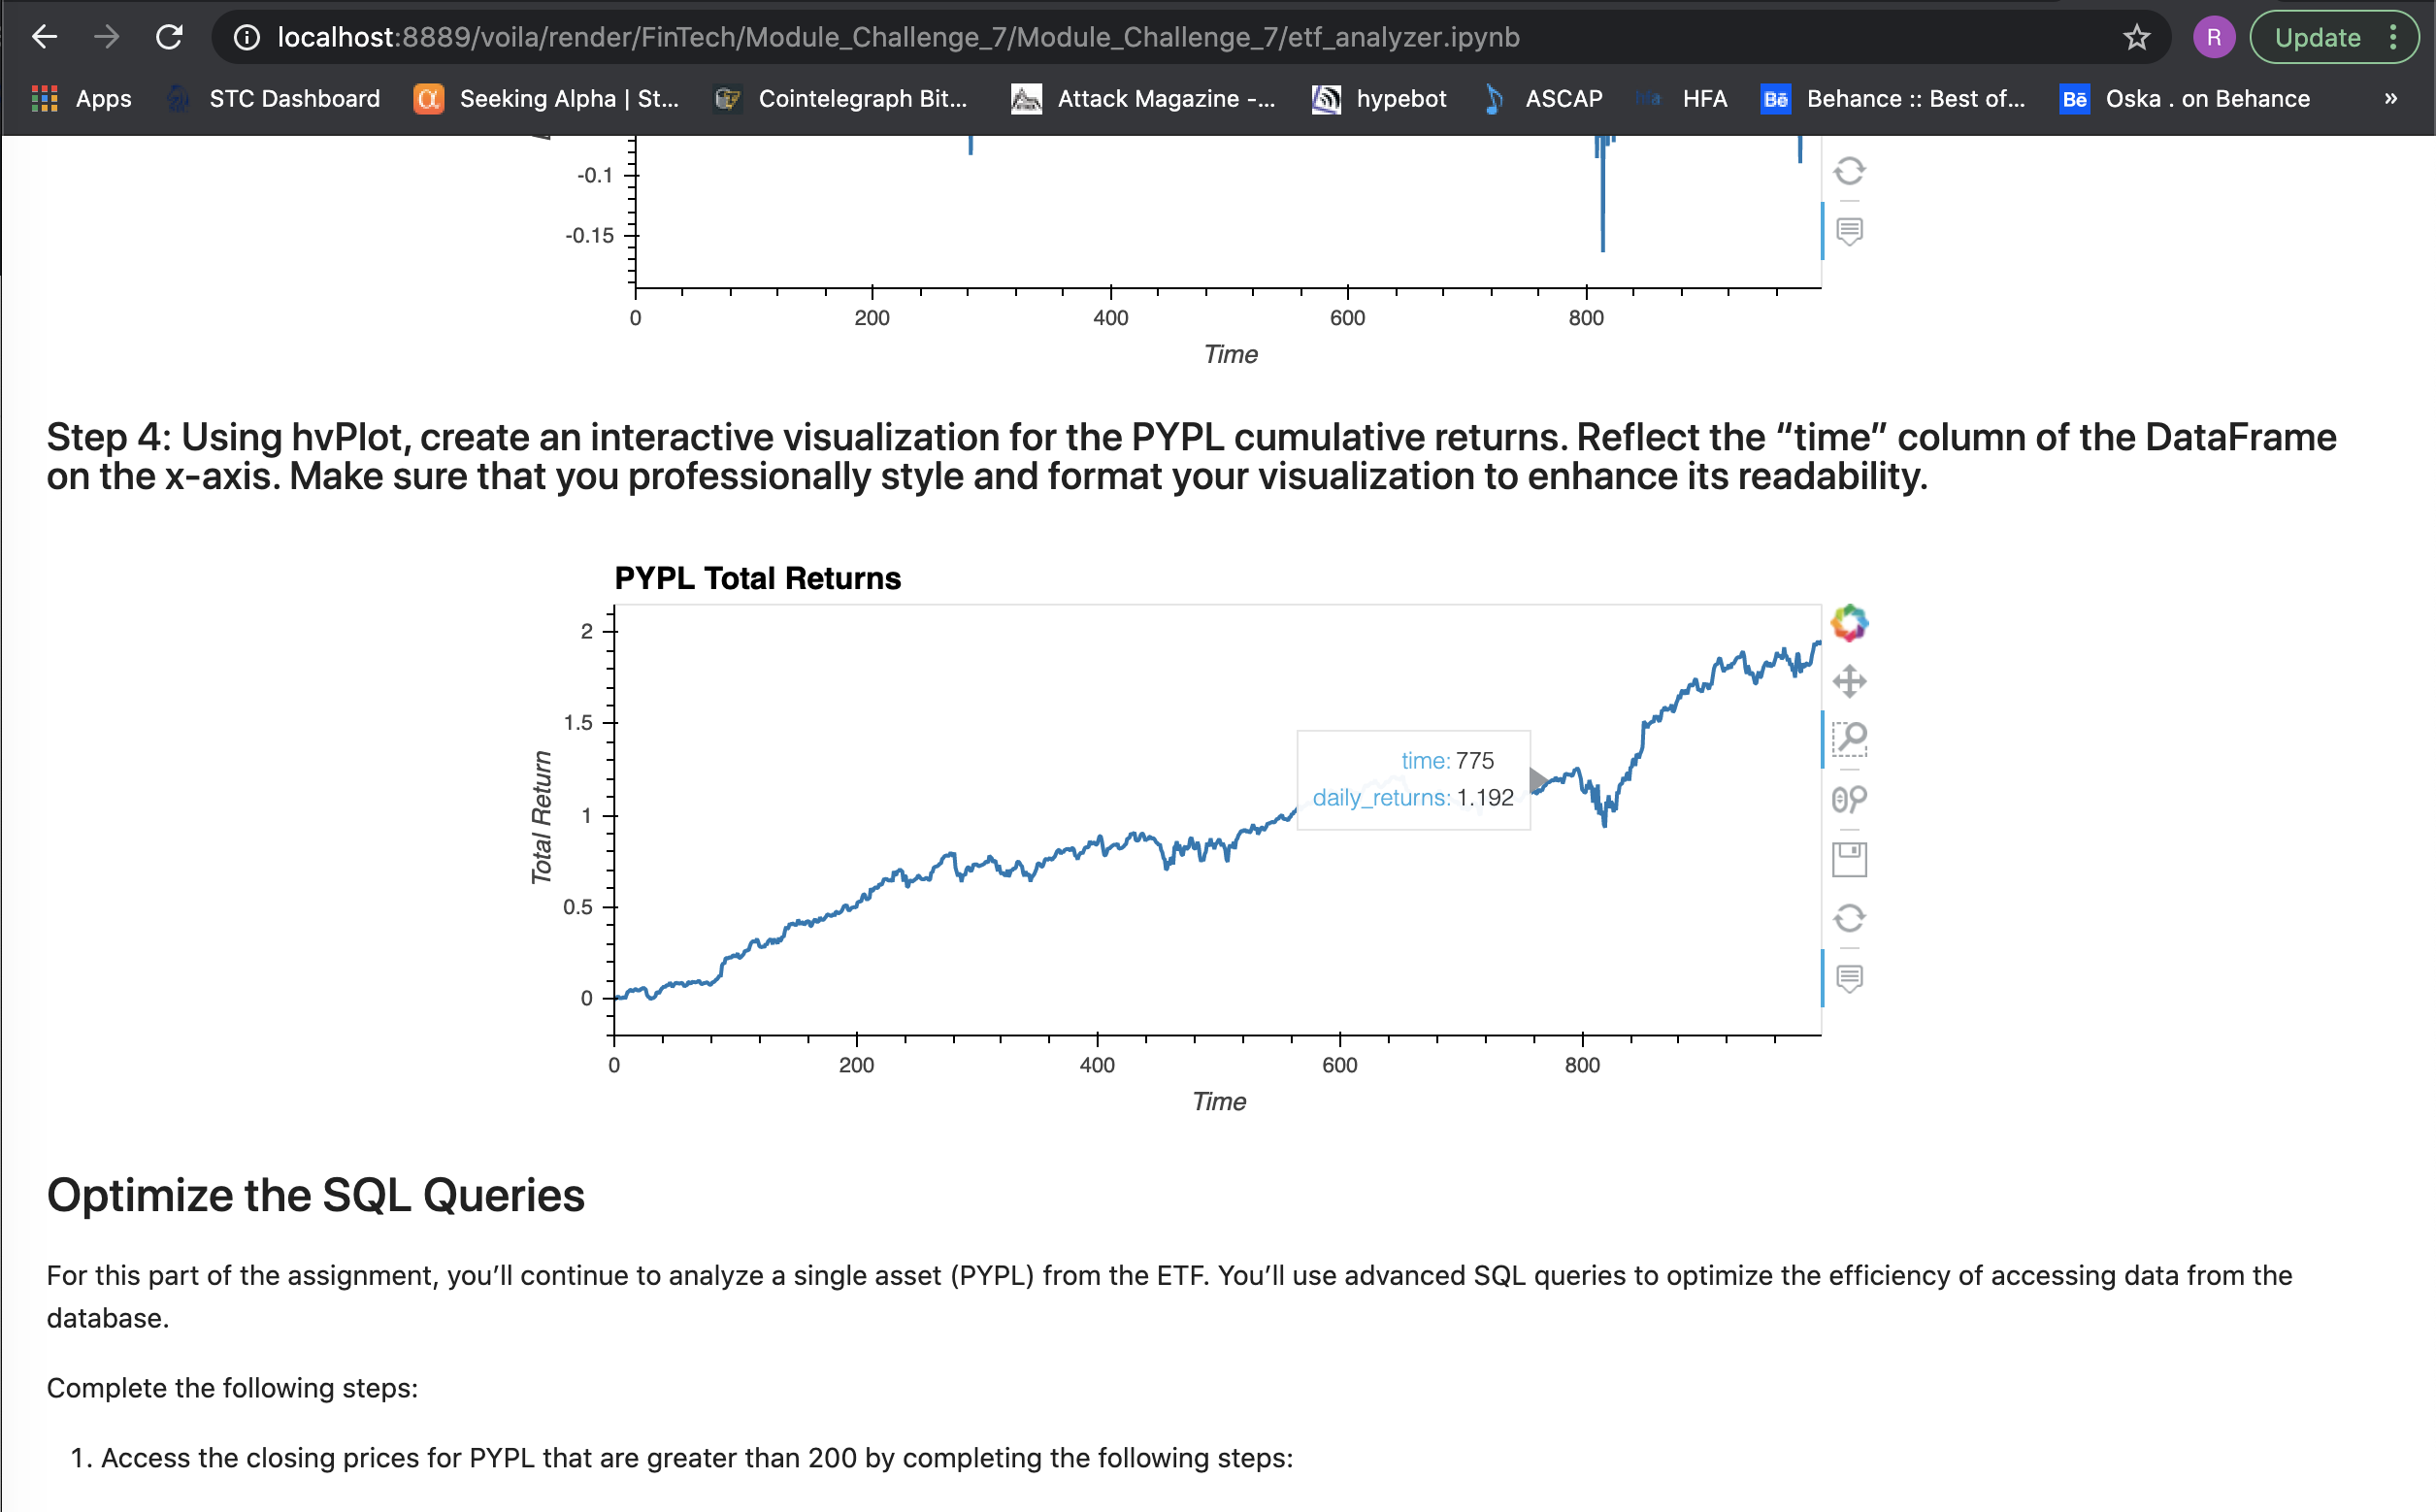 localhost:8889/voila/render/FinTech/Module_Challenge_7/Module_Challenge_7/etf_analyzer.ipynb
R
Update
Apps
STC Dashboard
Seeking Alpha | St...
Cointelegraph Bit...
Attack Magazine -...
hypebot
ASCAP
hfa
HFA
Bē
Behance :: Best of...
Bē
Oska . on Behance
»
-0.1
-0.15
0 200 400 600 800
Time
Step 4: Using hvPlot, create an interactive visualization for the PYPL cumulative returns. Reflect the “time” column of the DataFrame
on the x-axis. Make sure that you professionally style and format your visualization to enhance its readability.
PYPL Total Returns
2
1.5
time: 775
daily_returns: 1.192
1
Total Return
0.5
0
0 200 400 600 800
Time
Optimize the SQL Queries
For this part of the assignment, you’ll continue to analyze a single asset (PYPL) from the ETF. You’ll use advanced SQL queries to optimize the efficiency of accessing data from the
database.
Complete the following steps:
1. Access the closing prices for PYPL that are greater than 200 by completing the following steps: